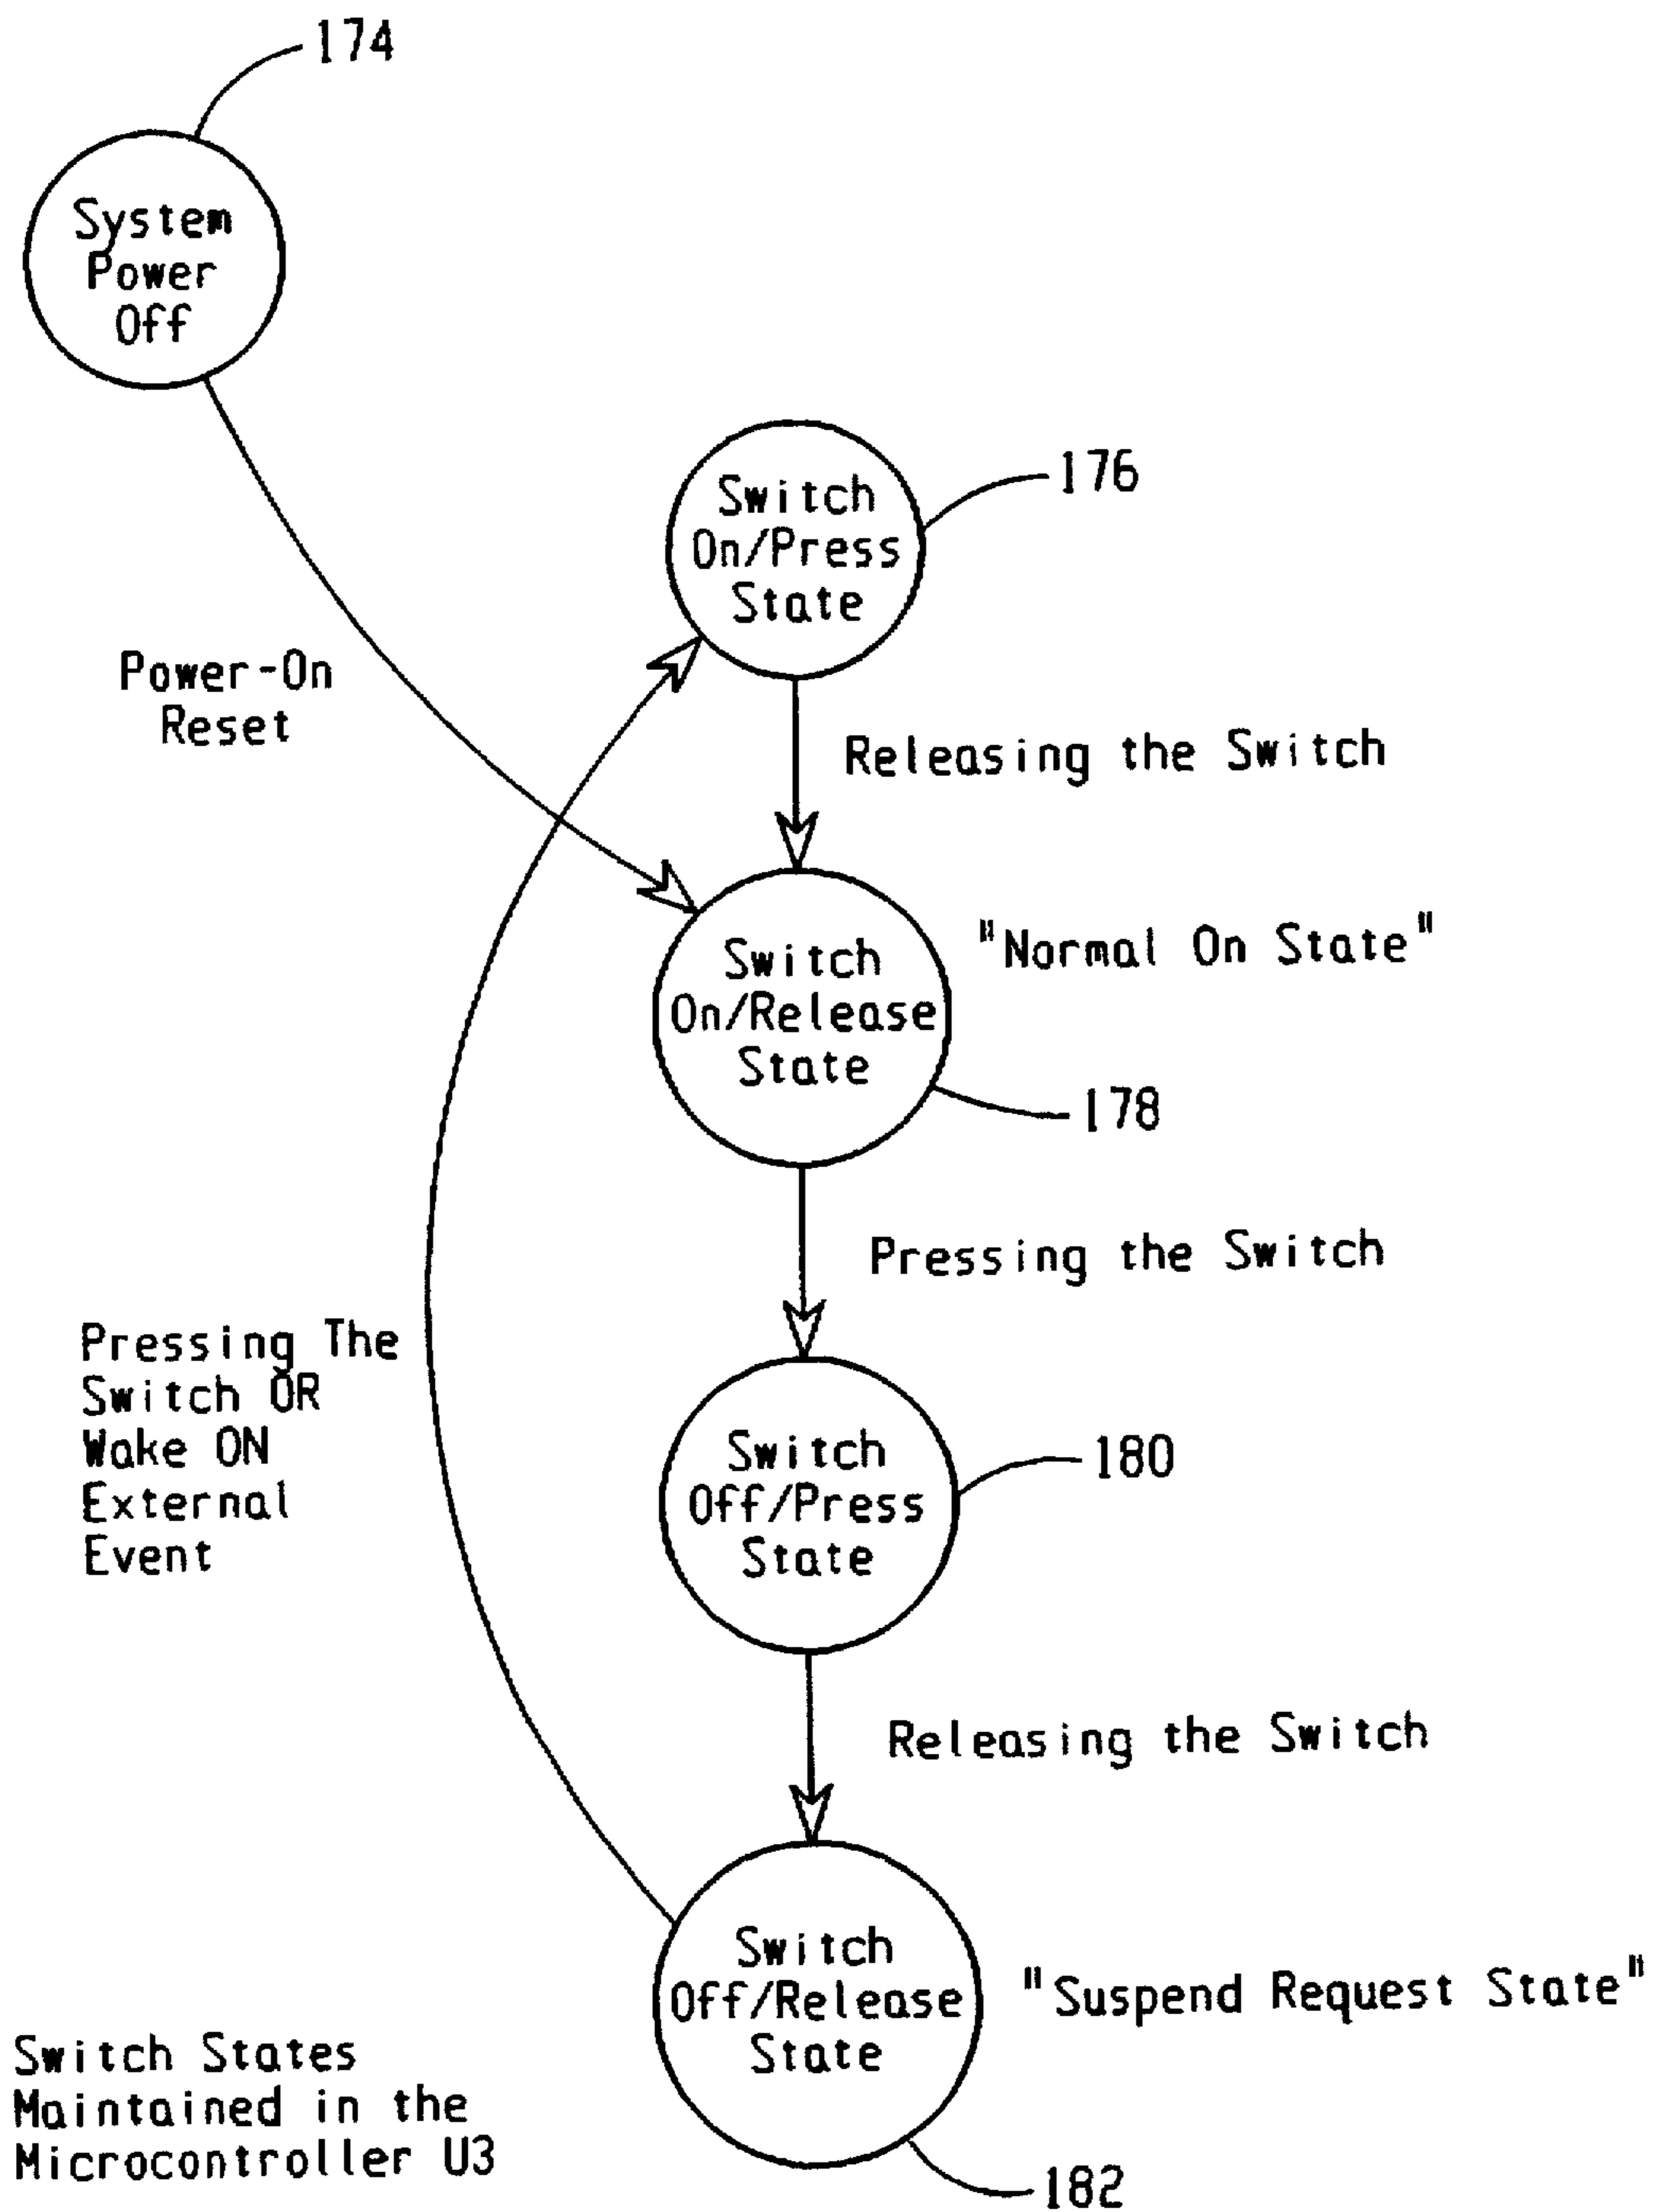 174
System
Power
Off
176
Switch
On/Press
State
Power-On
Reset
Releasing the Switch
"Normal On State"
Switch
On/Release
State
178
Pressing the Switch
Pressing The
Switch OR
Wake ON
External
Event
180
Switch
Off/Press
State
Releasing the Switch
Switch
Off/Release
State
"Suspend Request State"
Switch States
Maintained in the
Microcontroller U3
182